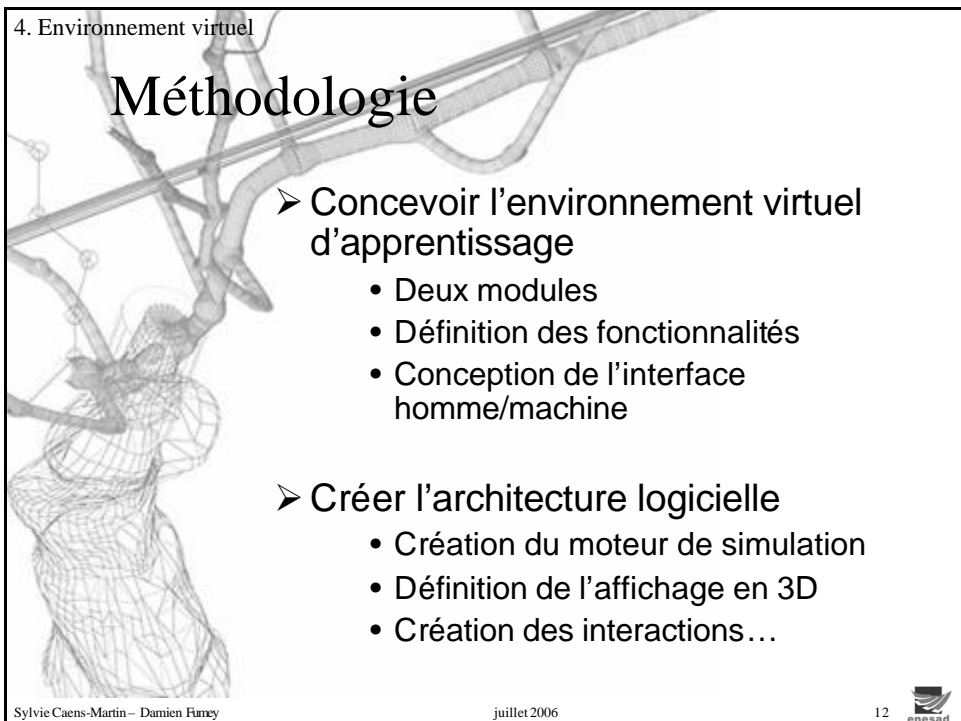 4. Environnement virtuel
Méthodologie
➢ Concevoir l’environnement virtuel
d’apprentissage
• Deux modules
• Définition des fonctionnalités
• Conception de l’interface
homme/machine
➢ Créer l’architecture logicielle
• Création du moteur de simulation
• Définition de l’affichage en 3D
• Création des interactions…
Sylvie Caens-Martin – Damien Fumey juillet 2006 12
enesad